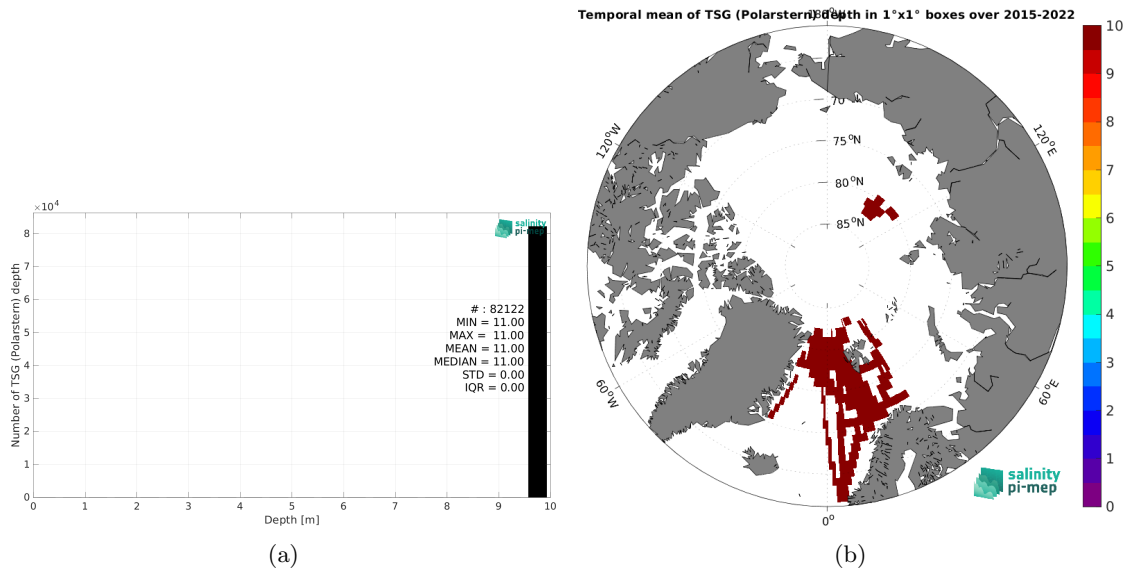 Temporal mean of TSG (Polarstern) depth in 1°x1° boxes over 2015-2022
×10⁴
8
7
6
5
4
3
2
1
0
Number of TSG (Polarstern) depth
salinity
pi-mep
# : 82122
MIN = 11.00
MAX = 11.00
MEAN = 11.00
MEDIAN = 11.00
STD = 0.00
IQR = 0.00
0 1 2 3 4 5 6 7 8 9 10
Depth [m]
(a)
180°
120°W
120°E
70°N
75°N
80°N
85°N
60°W
60°E
0°
salinity
pi-mep
10
9
8
7
6
5
4
3
2
1
0
(b)